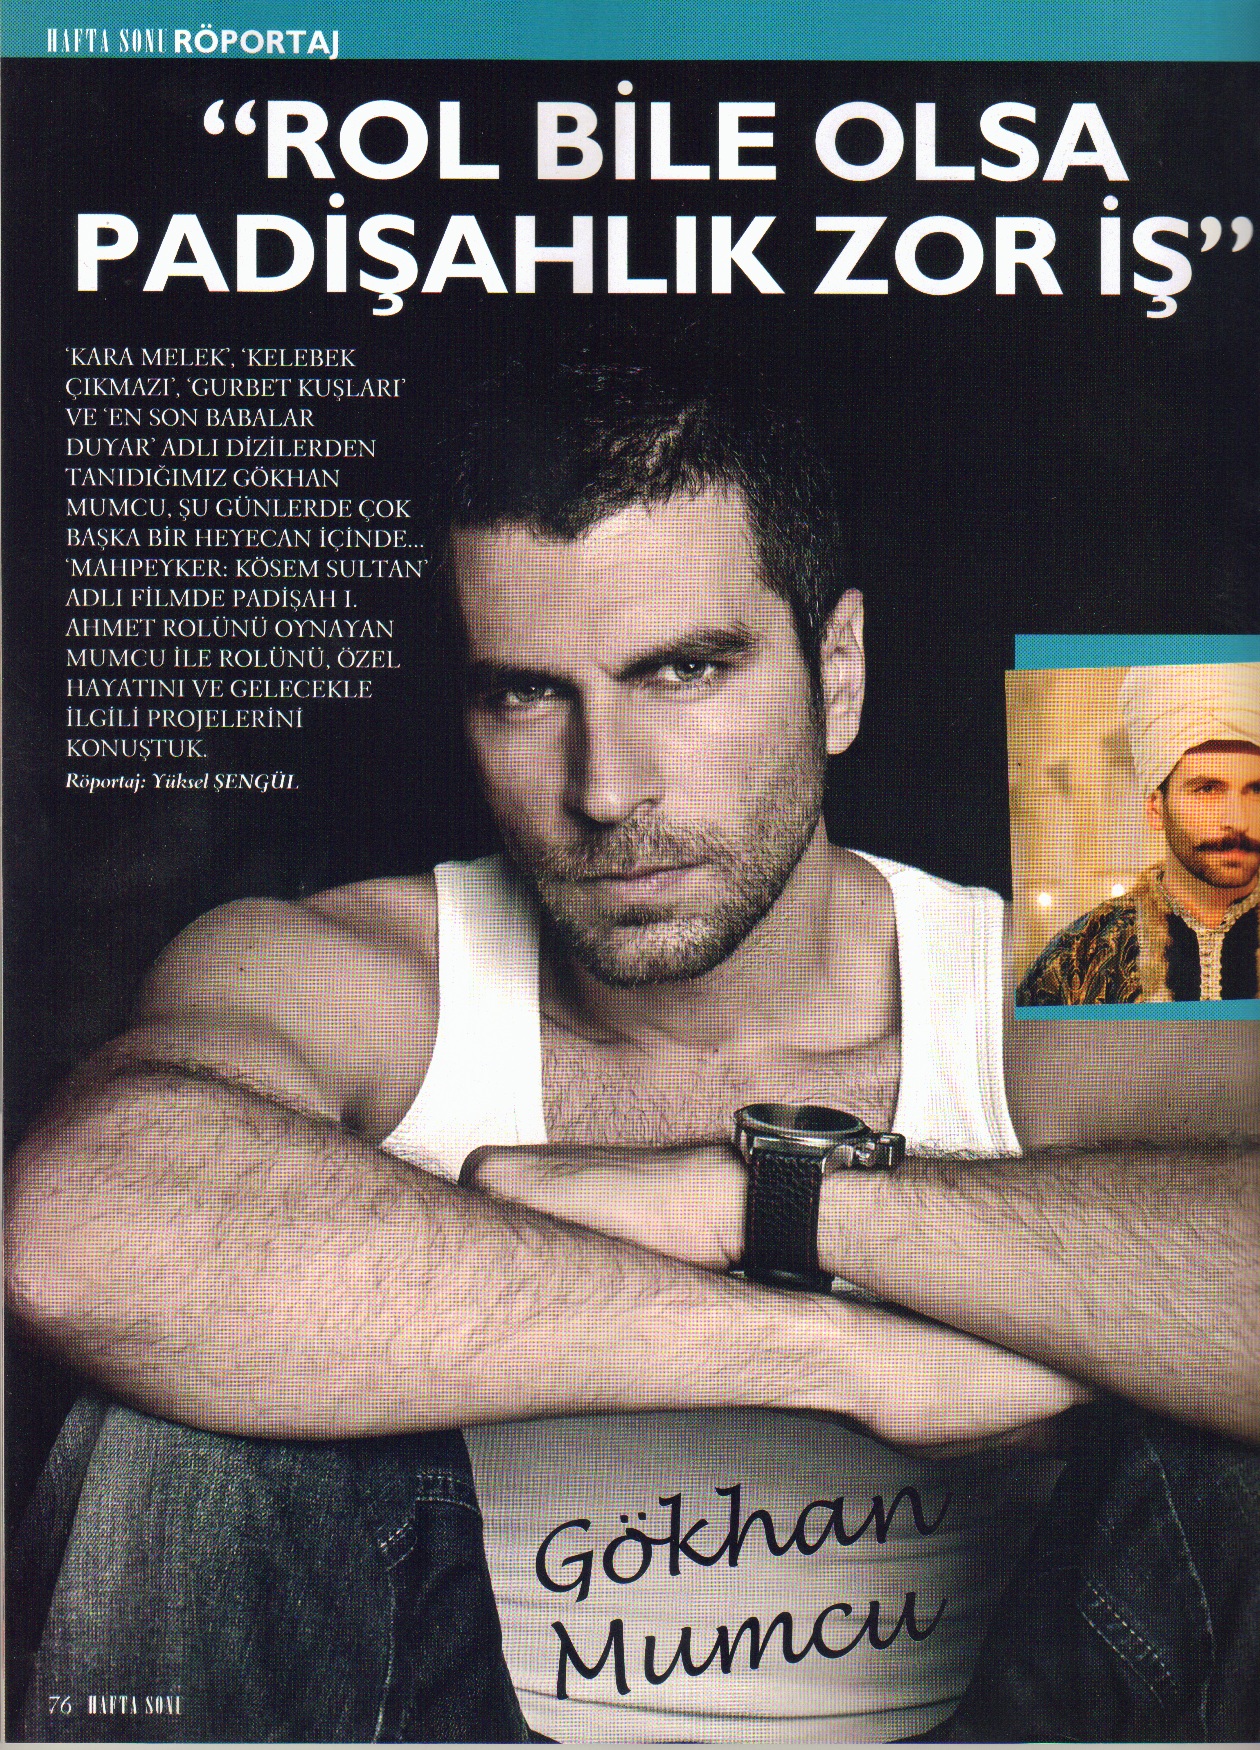 HAFTA SONU RÖPORTAJ
“ROL BİLE OLSA
PADİŞAHLIK ZOR İŞ”
‘KARA MELEK’, ‘KELEBEK
ÇIKMAZI’, ‘GURBET KUŞLARI’
VE ‘EN SON BABALAR
DUYAR’ ADLI DİZİLERDEN
TANIDIĞIMIZ GÖKHAN
MUMCU, ŞU GÜNLERDE ÇOK
BAŞKA BİR HEYECAN İÇİNDE...
‘MAHPEYKER: KÖSEM SULTAN’
ADLI FİLMDE PADİŞAH I.
AHMET ROLÜNÜ OYNAYAN
MUMCU İLE ROLÜNÜ, ÖZEL
HAYATINI VE GELECEKLE
İLGİLİ PROJELERİNİ
KONUŞTUK.
Röportaj: Yüksel ŞENGÜL
Gökhan
Mumcu
76 HAFTA SONU